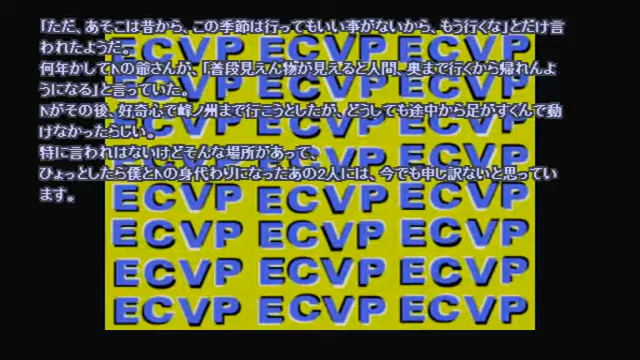 「ただ、あそこは昔から、この季節は行ってもいい事がないから、もう行くな」とだけ言
われたようだ。
ECVP ECVP ECVP
何年かしてNの爺さんが、「普段見えん物が見えると人間、奥まで行くから帰れんよ
うになる」と言っていた。
ECVP ECVP ECVP
Nがその後、好奇心で峰ノ州まで行こうとしたが、どうしても途中から足がすくんで動
けなかったらしい。
ECVP ECVP ECVP
特に言われはないけどそんな場所があって、
ECVP ECVP ECVP
ひょっとしたら僕とNの身代わりになったあの2人には、今でも申し訳ないと思ってい
ます。
ECVP ECVP ECVP
ECVP ECVP ECVP
ECVP ECVP ECVP
ECVP ECVP ECVP